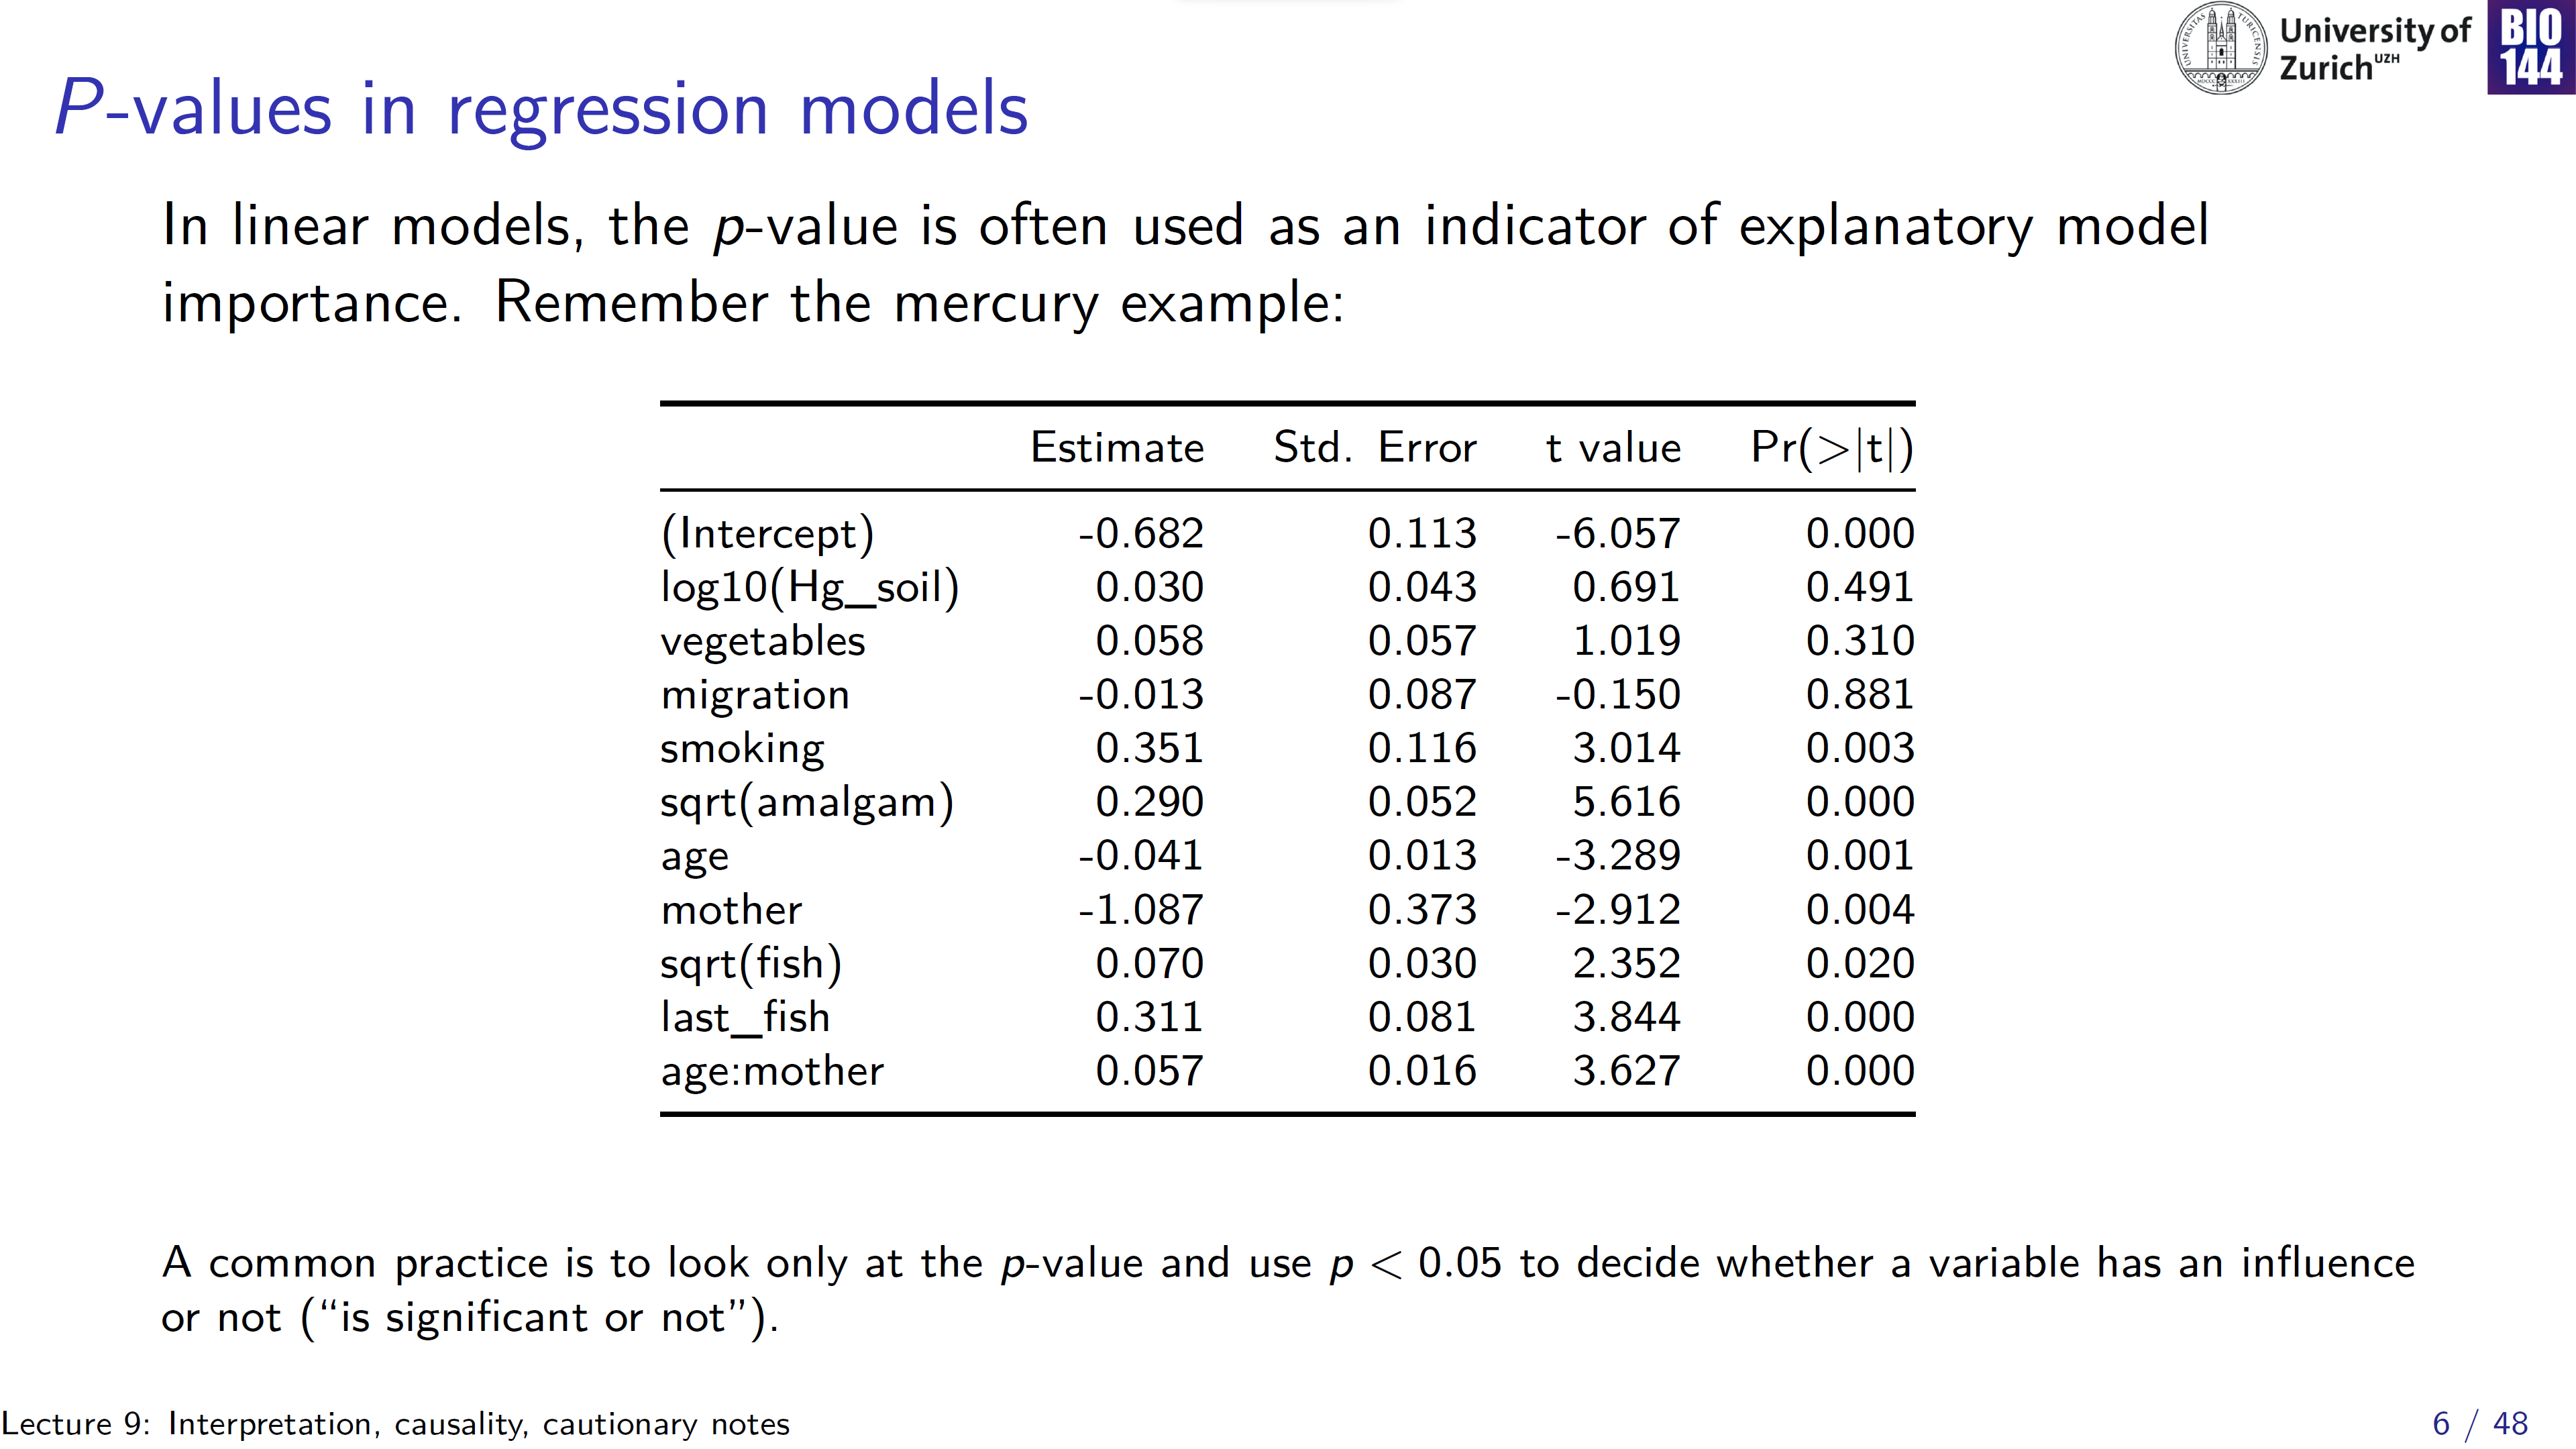 University of
Zurich UZH
BIO
144
P-values in regression models
In linear models, the p-value is often used as an indicator of explanatory model
importance. Remember the mercury example:
Estimate Std. Error t value Pr(>|t|)
(Intercept) -0.682 0.113 -6.057 0.000
log10(Hg_soil) 0.030 0.043 0.691 0.491
vegetables 0.058 0.057 1.019 0.310
migration -0.013 0.087 -0.150 0.881
smoking 0.351 0.116 3.014 0.003
sqrt(amalgam) 0.290 0.052 5.616 0.000
age -0.041 0.013 -3.289 0.001
mother -1.087 0.373 -2.912 0.004
sqrt(fish) 0.070 0.030 2.352 0.020
last_fish 0.311 0.081 3.844 0.000
age:mother 0.057 0.016 3.627 0.000
A common practice is to look only at the p-value and use p < 0.05 to decide whether a variable has an influence
or not (“is significant or not”).
Lecture 9: Interpretation, causality, cautionary notes
6 / 48